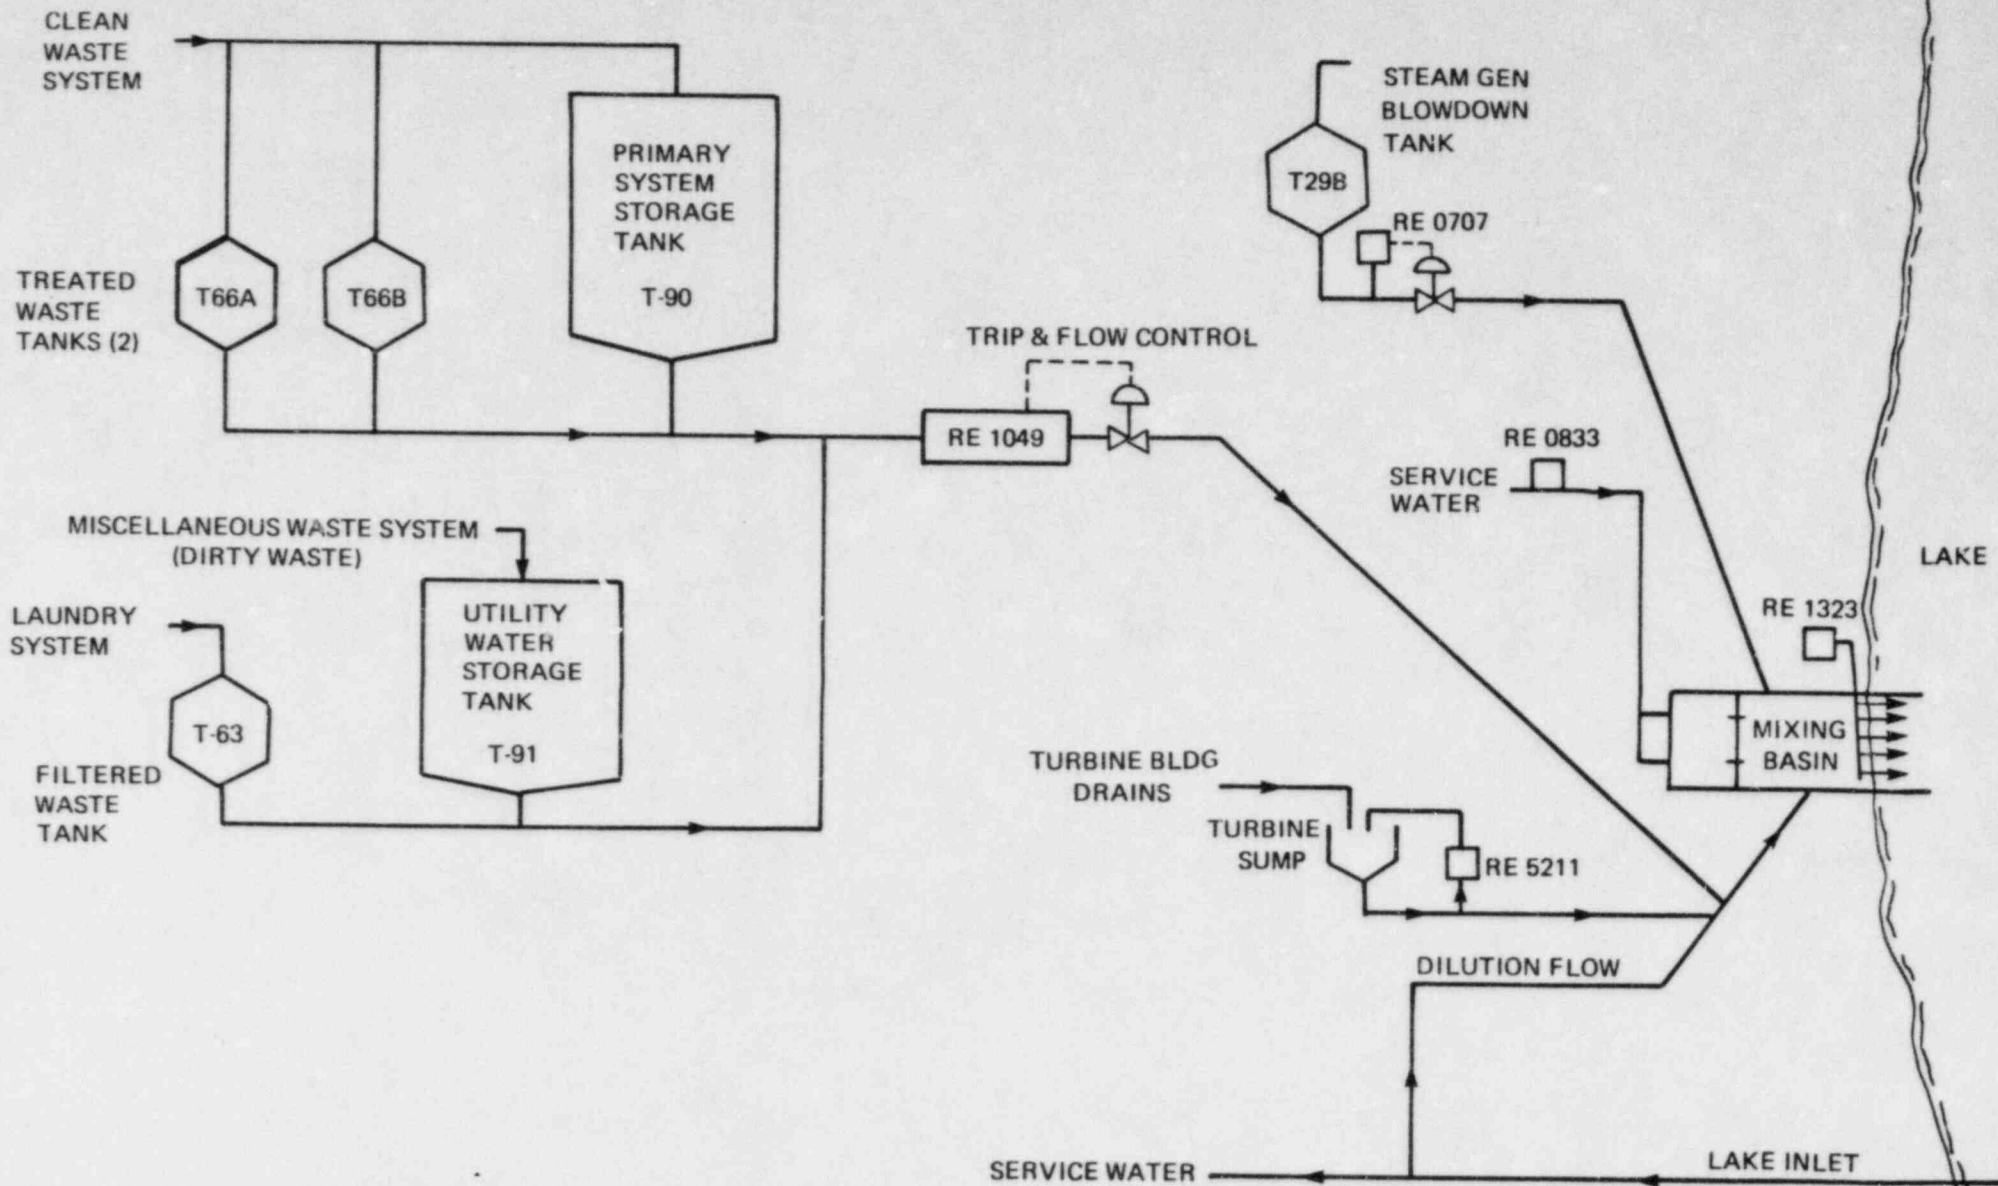 CLEAN
WASTE
SYSTEM
TREATED
WASTE
TANKS (2)
T66A
T66B
PRIMARY
SYSTEM
STORAGE
TANK
T-90
STEAM GEN
BLOWDOWN
TANK
T29B
RE 0707
TRIP & FLOW CONTROL
RE 1049
RE 0833
SERVICE
WATER
LAKE
MISCELLANEOUS WASTE SYSTEM
(DIRTY WASTE)
LAUNDRY
SYSTEM
T-63
FILTERED
WASTE
TANK
UTILITY
WATER
STORAGE
TANK
T-91
RE 1323
MIXING
BASIN
TURBINE BLDG
DRAINS
TURBINE
SUMP
RE 5211
DILUTION FLOW
SERVICE WATER
LAKE INLET